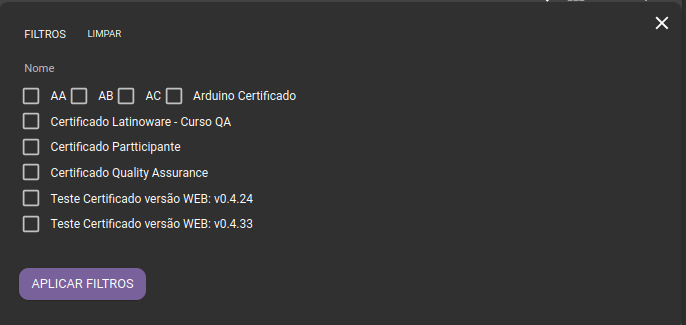 FILTROS LIMPAR
Nome
AA AB AC Arduino Certificado
Certificado Latinoware - Curso QA
Certificado Partticipante
Certificado Quality Assurance
Teste Certificado versão WEB: v0.4.24
Teste Certificado versão WEB: v0.4.33
APLICAR FILTROS